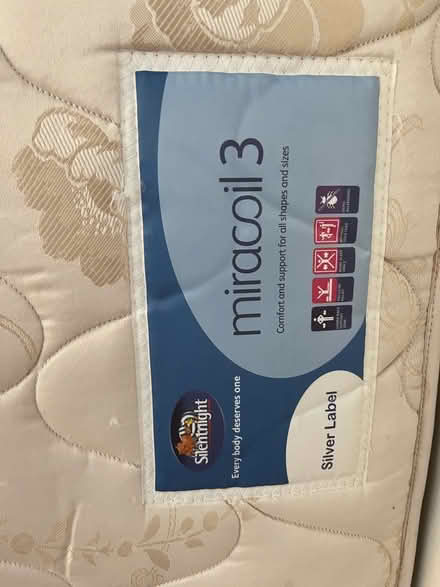 miracoil 3
Comfort and support for all shapes and sizes
Silentnight
Every body deserves one
Silver Label